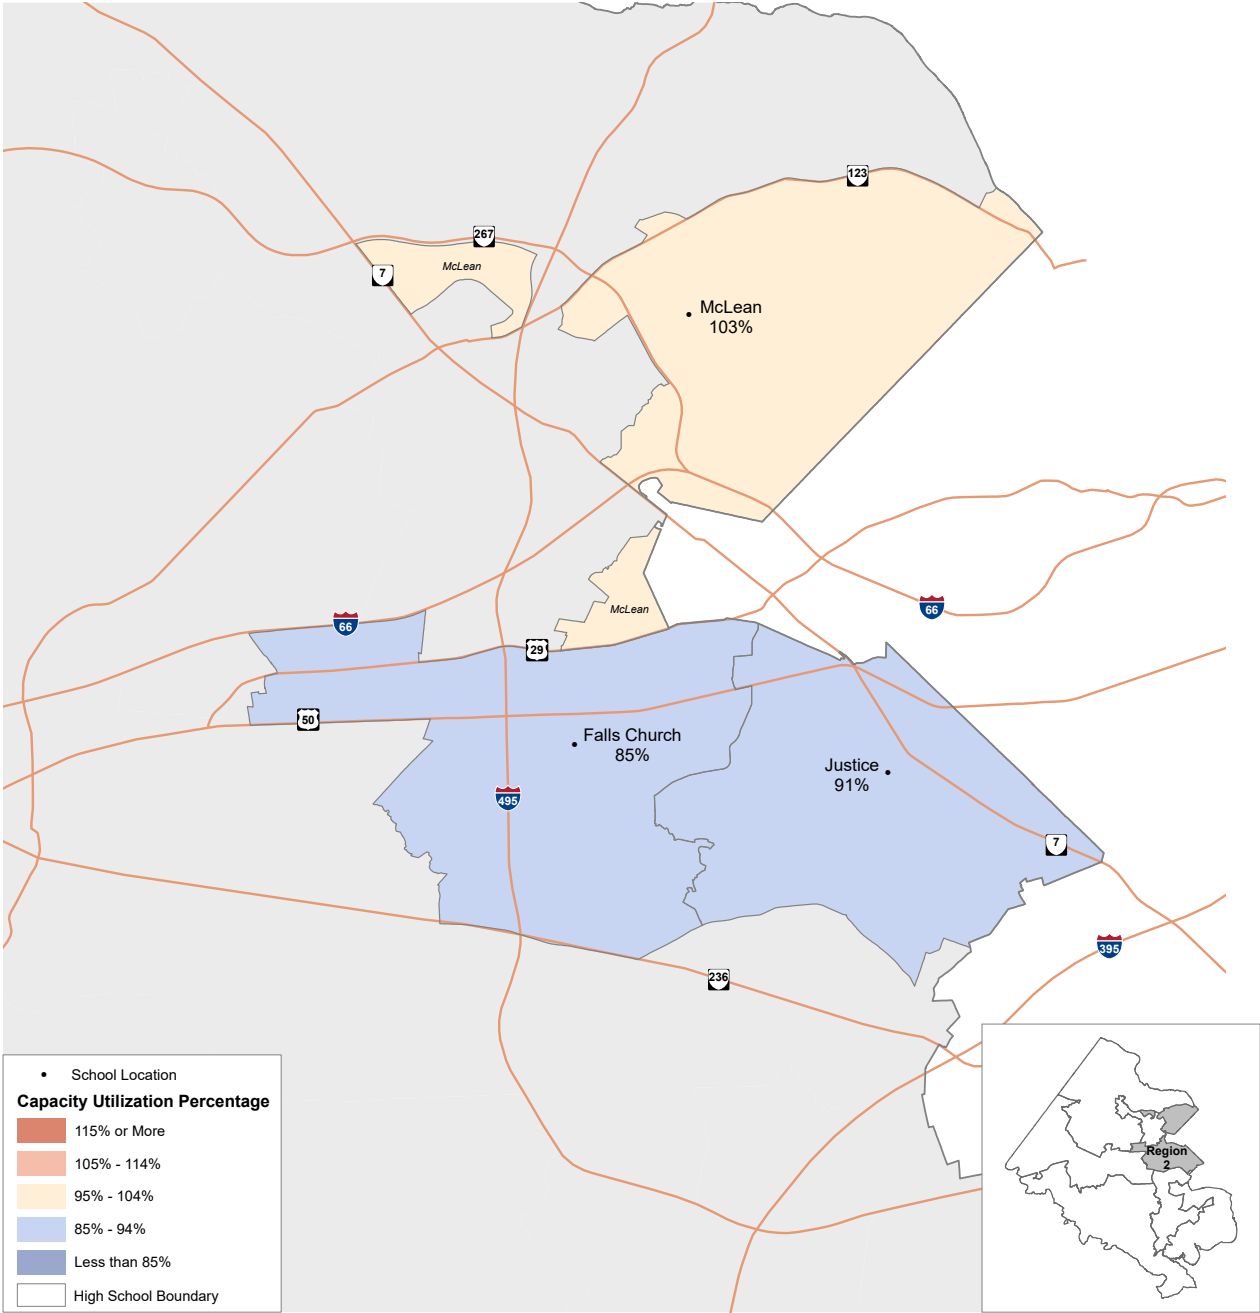 123
267
7
McLean
McLean
103%
McLean
66
66
29
50
Falls Church
85%
Justice
91%
495
7
395
236
School Location
Capacity Utilization Percentage
115% or More
105% - 114%
95% - 104%
85% - 94%
Less than 85%
High School Boundary
Region
2